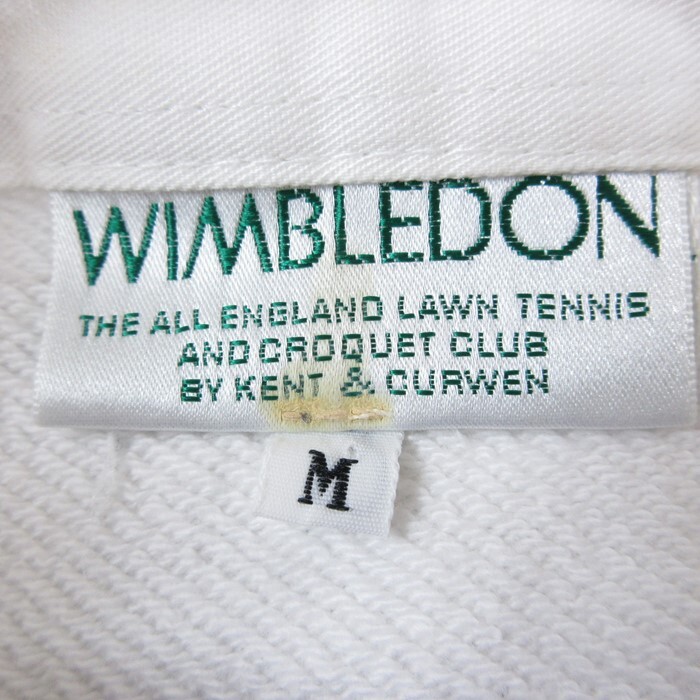 WIMBLEDON
THE ALL ENGLAND LAWN TENNIS
AND CROQUET CLUB
BY KENT & CURWEN
M